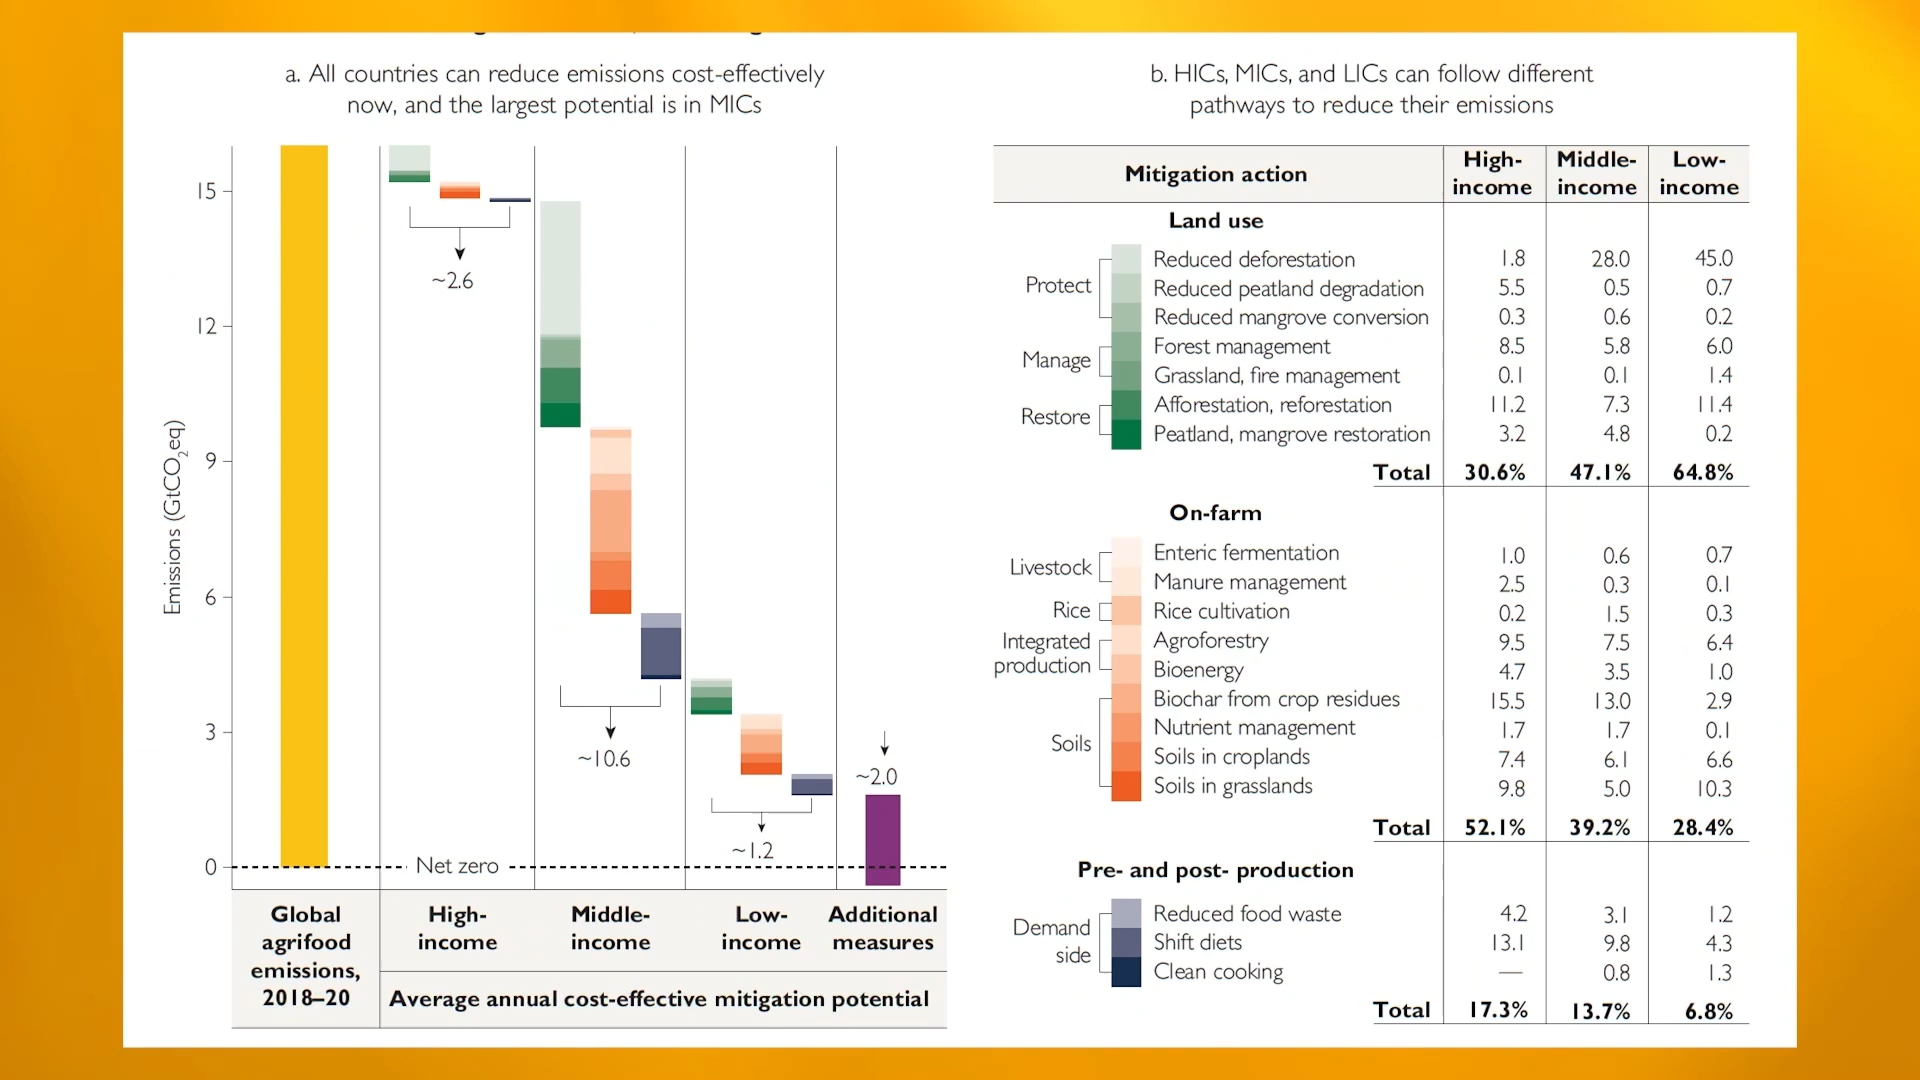 a. All countries can reduce emissions cost-effectively
now, and the largest potential is in MICs
Emissions (GtCO2eq)
15
12
9
6
3
0
~2.6
~10.6
~1.2
~2.0
Net zero
Global
agrifood
emissions,
2018–20
High-
income
Middle-
income
Low-
income
Additional
measures
Average annual cost-effective mitigation potential
b. HICs, MICs, and LICs can follow different
pathways to reduce their emissions
Mitigation action High-income Middle-income Low-income
Land use
Protect
Reduced deforestation 1.8 28.0 45.0
Reduced peatland degradation 5.5 0.5 0.7
Reduced mangrove conversion 0.3 0.6 0.2
Manage
Forest management 8.5 5.8 6.0
Grassland, fire management 0.1 0.1 1.4
Restore
Afforestation, reforestation 11.2 7.3 11.4
Peatland, mangrove restoration 3.2 4.8 0.2
Total 30.6% 47.1% 64.8%
On-farm
Livestock
Enteric fermentation 1.0 0.6 0.7
Manure management 2.5 0.3 0.1
Rice
Rice cultivation 0.2 1.5 0.3
Integrated
production
Agroforestry 9.5 7.5 6.4
Bioenergy 4.7 3.5 1.0
Soils
Biochar from crop residues 15.5 13.0 2.9
Nutrient management 1.7 1.7 0.1
Soils in croplands 7.4 6.1 6.6
Soils in grasslands 9.8 5.0 10.3
Total 52.1% 39.2% 28.4%
Pre- and post- production
Demand
side
Reduced food waste 4.2 3.1 1.2
Shift diets 13.1 9.8 4.3
Clean cooking — 0.8 1.3
Total 17.3% 13.7% 6.8%